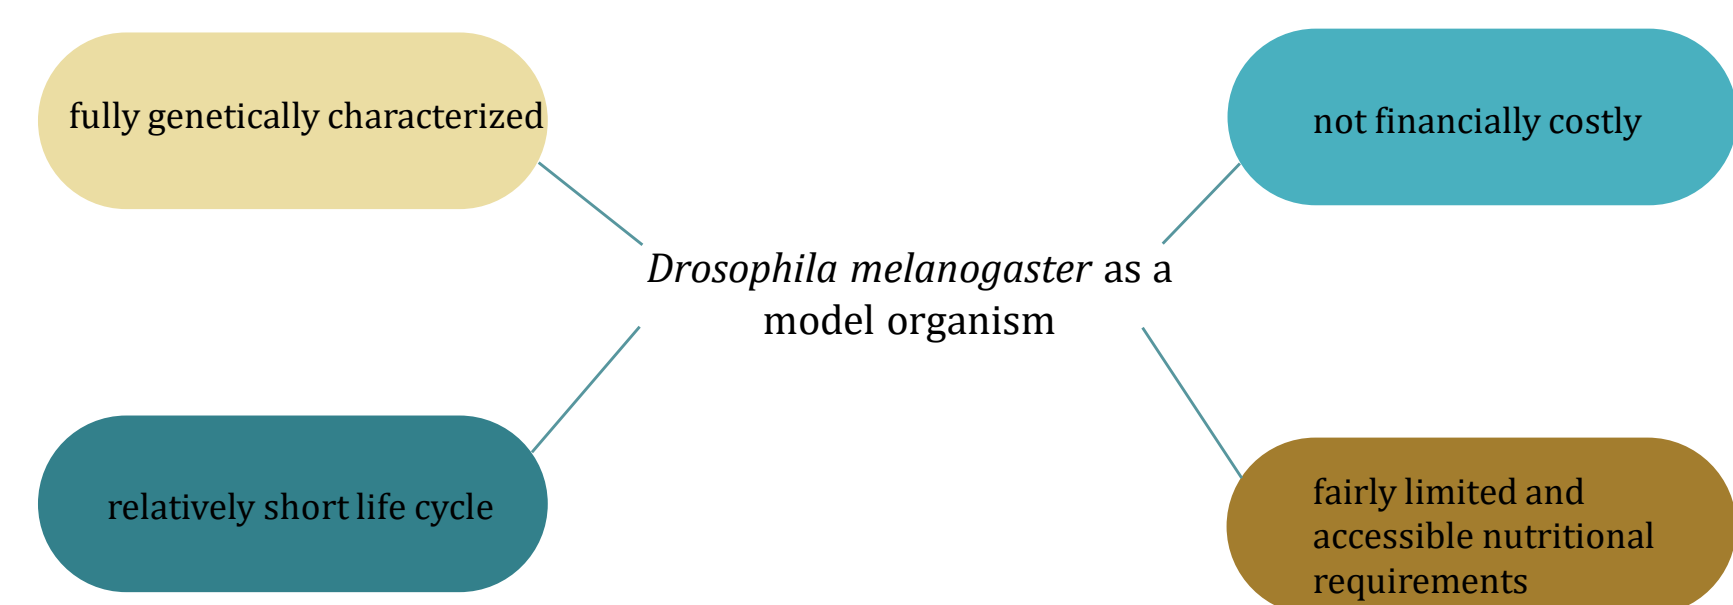 fully genetically characterized
not financially costly
Drosophila melanogaster as a
model organism
relatively short life cycle
fairly limited and
accessible nutritional
requirements